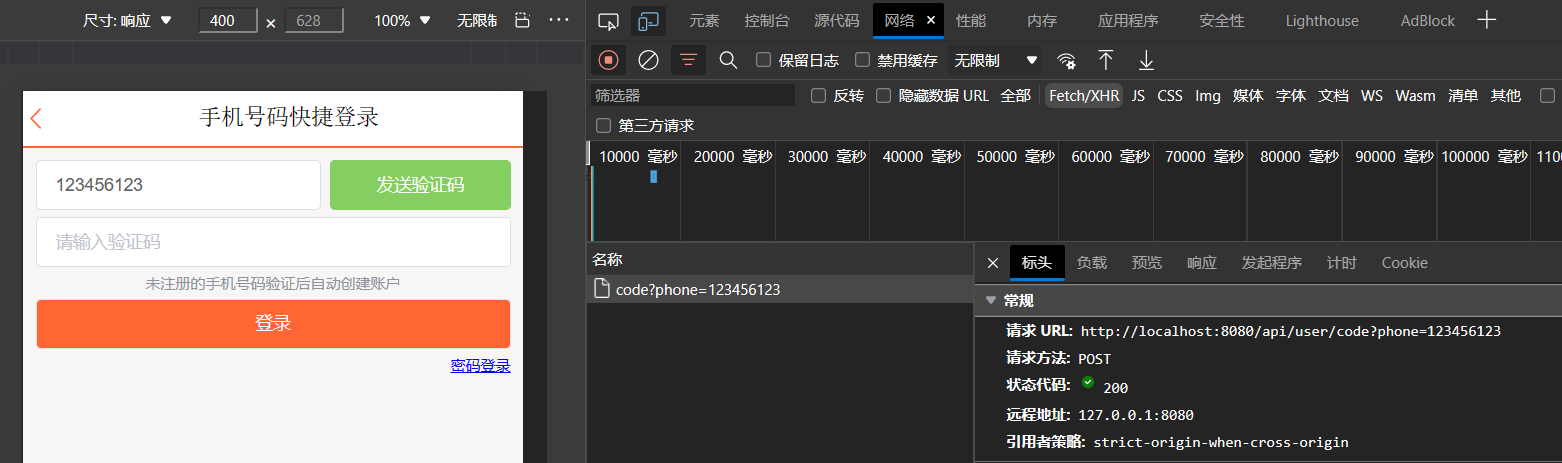 尺寸: 响应 ▼ 400 × 628 100% ▼ 无限制 ···
元素 控制台 源代码 网络 × 性能 内存 应用程序 安全性 Lighthouse AdBlock +
保留日志 禁用缓存 无限制 ▼
筛选器 反转 隐藏数据 URL 全部 Fetch/XHR JS CSS Img 媒体 字体 文档 WS Wasm 清单 其他
第三方请求
10000 毫秒 20000 毫秒 30000 毫秒 40000 毫秒 50000 毫秒 60000 毫秒 70000 毫秒 80000 毫秒 90000 毫秒 100000 毫秒 1100
手机号码快捷登录
123456123 发送验证码
请输入验证码
未注册的手机号码验证后自动创建账户
登录
密码登录
名称
code?phone=123456123
× 标头 负载 预览 响应 发起程序 计时 Cookie
▼ 常规
请求 URL: http://localhost:8080/api/user/code?phone=123456123
请求方法: POST
状态代码: 200
远程地址: 127.0.0.1:8080
引用者策略: strict-origin-when-cross-origin